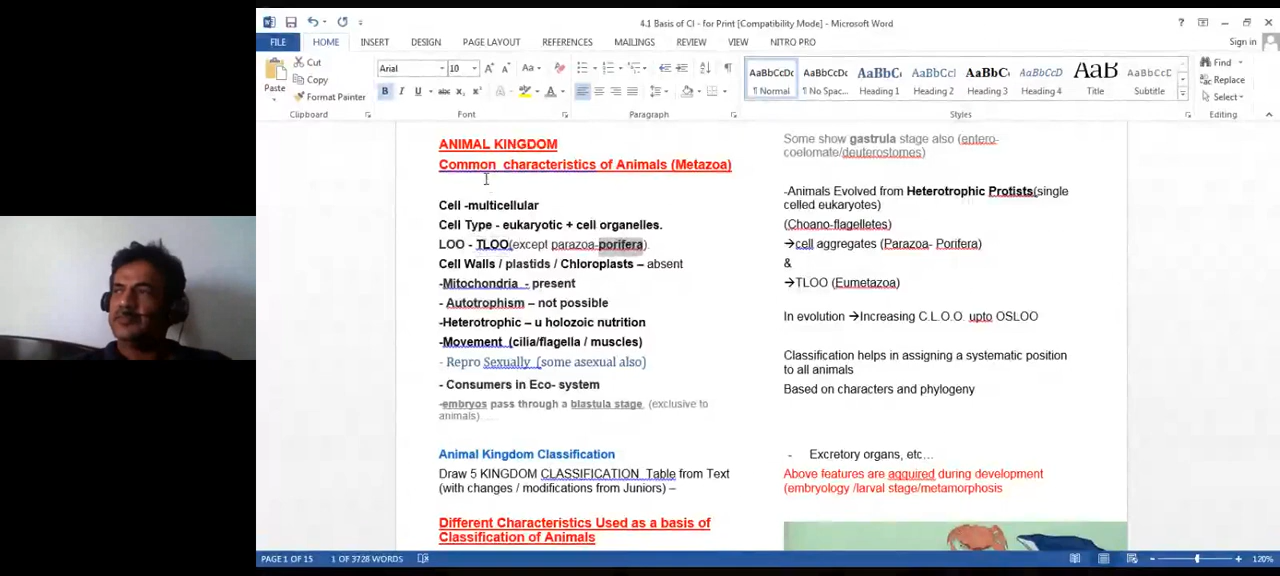 4.1 Basis of Cl - for Print [Compatibility Mode] - Microsoft Word
FILE HOME INSERT DESIGN PAGE LAYOUT REFERENCES MAILINGS REVIEW VIEW NITRO PRO Sign in
Cut
Copy
Format Painter
Paste
Arial 10
AaBbCcDc AaBbCcDc AaBbC AaBbCcD AaBbC AaBbCcD AaB AaBbCcD
¶ Normal ¶ No Spac... Heading 1 Heading 2 Heading 3 Heading 4 Title Subtitle
Find
Replace
Select
Clipboard Font Paragraph Styles Editing
ANIMAL KINGDOM
Common characteristics of Animals (Metazoa)
Cell -multicellular
Cell Type - eukaryotic + cell organelles.
LOO - TLOO(except parazoa-porifera).
Cell Walls / plastids / Chloroplasts – absent
-Mitochondria - present
- Autotrophism – not possible
-Heterotrophic – u holozoic nutrition
-Movement (cilia/flagella / muscles)
- Repro Sexually (some asexual also)
- Consumers in Eco- system
-embryos pass through a blastula stage, (exclusive to
animals)
Animal Kingdom Classification
Draw 5 KINGDOM CLASSIFICATION Table from Text
(with changes / modifications from Juniors) –
Different Characteristics Used as a basis of
Classification of Animals
Some show gastrula stage also (entero-
coelomate/deuterostomes)
-Animals Evolved from Heterotrophic Protists(single
celled eukaryotes)
(Choano-flagelletes)
→cell aggregates (Parazoa- Porifera)
&
→TLOO (Eumetazoa)
In evolution →Increasing C.L.O.O. upto OSLOO
Classification helps in assigning a systematic position
to all animals
Based on characters and phylogeny
- Excretory organs, etc…
Above features are aqquired during development
(embryology /larval stage/metamorphosis
PAGE 1 OF 15 1 OF 3728 WORDS 120%